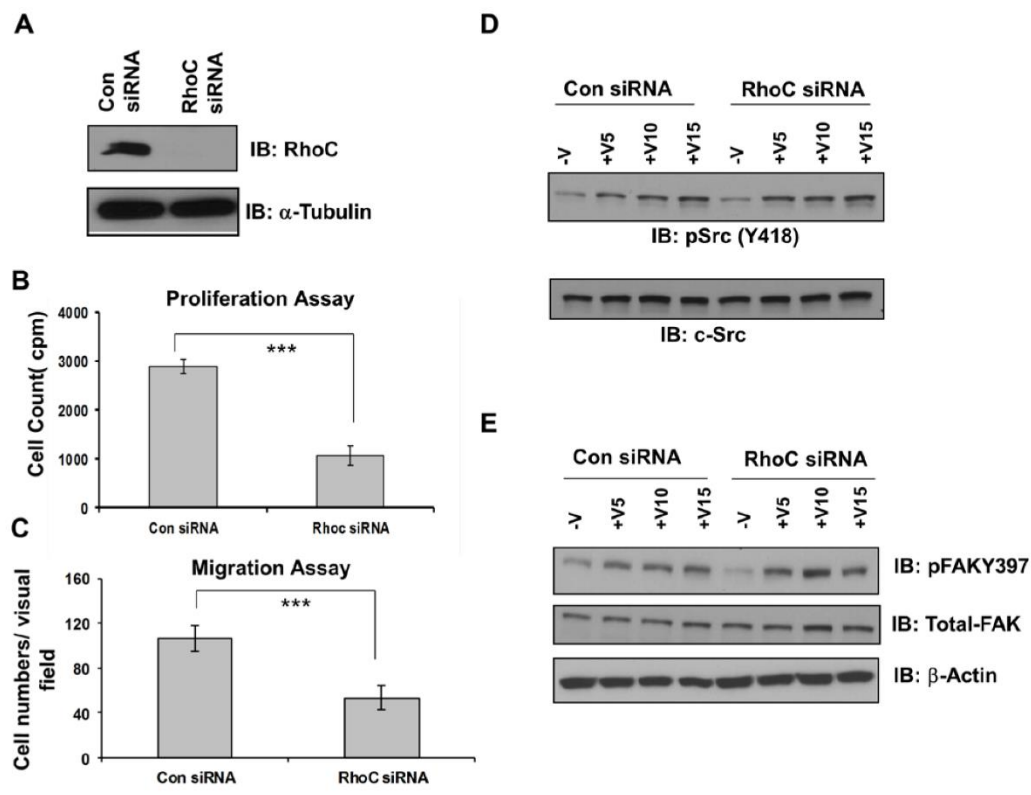 A
Con siRNA
RhoC siRNA
IB: RhoC
IB: α-Tubulin
B
Proliferation Assay
Cell Count( cpm)
4000
3000
2000
1000
0
***
Con siRNA
Rhoc siRNA
C
Migration Assay
Cell numbers/ visual field
160
120
80
40
0
***
Con siRNA
RhoC siRNA
D
Con siRNA
RhoC siRNA
-V +V5 +V10 +V15 -V +V5 +V10 +V15
IB: pSrc (Y418)
IB: c-Src
E
Con siRNA
RhoC siRNA
-V +V5 +V10 +V15 -V +V5 +V10 +V15
IB: pFAKY397
IB: Total-FAK
IB: β-Actin